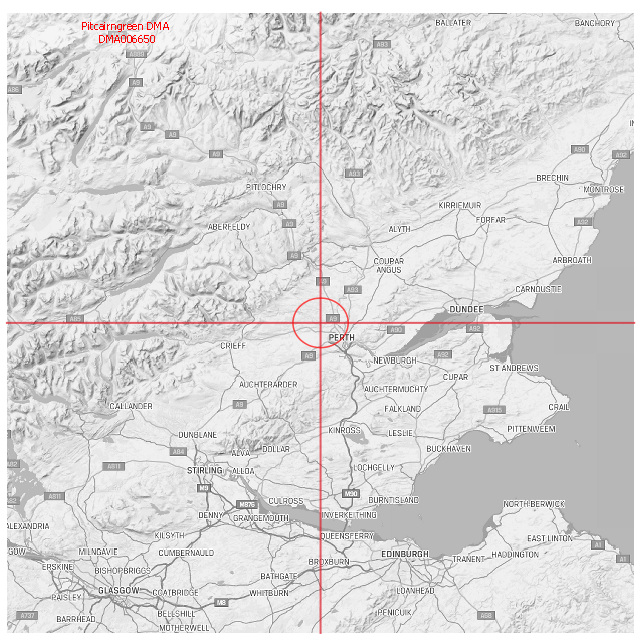 Pitcairngreen DMA
DMA006650
BALLATER
BANCHORY
A93
A9
A86
A9
A9
A9
A90
A92
A93
BRECHIN
PITLOCHRY
MONTROSE
A9
KIRRIEMUIR
FORFAR
A9
A92
ABERFELDY
ALYTH
A9
COUPAR
ANGUS
ARBROATH
A9
A93
CARNOUSTIE
DUNDEE
A85
A9
A90
A92
PERTH
CRIEFF
A9
NEWBURGH
A92
ST ANDREWS
CUPAR
AUCHTERARDER
AUCHTERMUCHTY
CALLANDER
A9
FALKLAND
A915
CRAIL
KINROSS
LESLIE
PITTENWEEM
DUNBLANE
A84
ALVA
DOLLAR
BUCKHAVEN
A811
STIRLING
ALLOA
LOCHGELLY
M9
M90
A811
CULROSS
BURNTISLAND
M876
NORTH BERWICK
DENNY
GRANGEMOUTH
INVERKEITHING
ALEXANDRIA
KILSYTH
QUEENSFERRY
EAST LINTON
A1
GOW
MILNGAVIE
CUMBERNAULD
EDINBURGH
HADDINGTON
A1
ERSKINE
BISHOPBRIGGS
BROXBURN
TRANENT
BATHGATE
PAISLEY
GLASGOW
COATBRIDGE
WHITBURN
LOANHEAD
M8
A737
BARRHEAD
BELLSHILL
PENICUIK
A68
MOTHERWELL